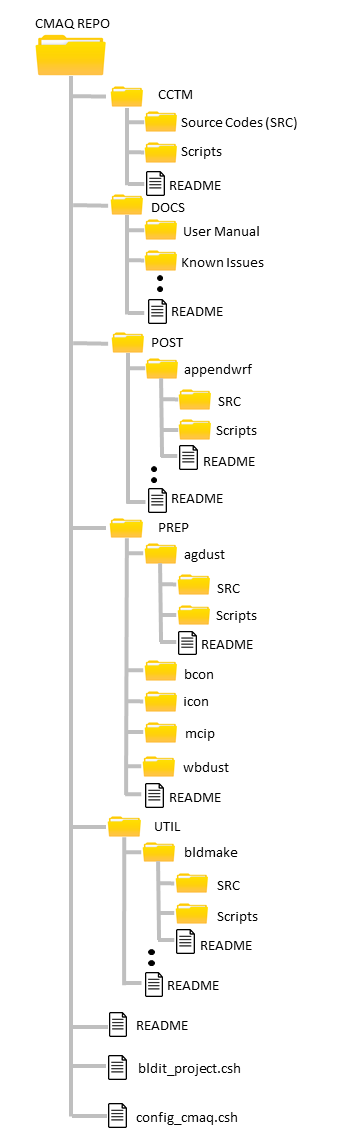 CMAQ REPO
CCTM
Source Codes (SRC)
Scripts
README
DOCS
User Manual
Known Issues
README
POST
appendwrf
SRC
Scripts
README
README
PREP
agdust
SRC
Scripts
README
bcon
icon
mcip
wbdust
README
UTIL
bldmake
SRC
Scripts
README
README
README
bldit_project.csh
config_cmaq.csh